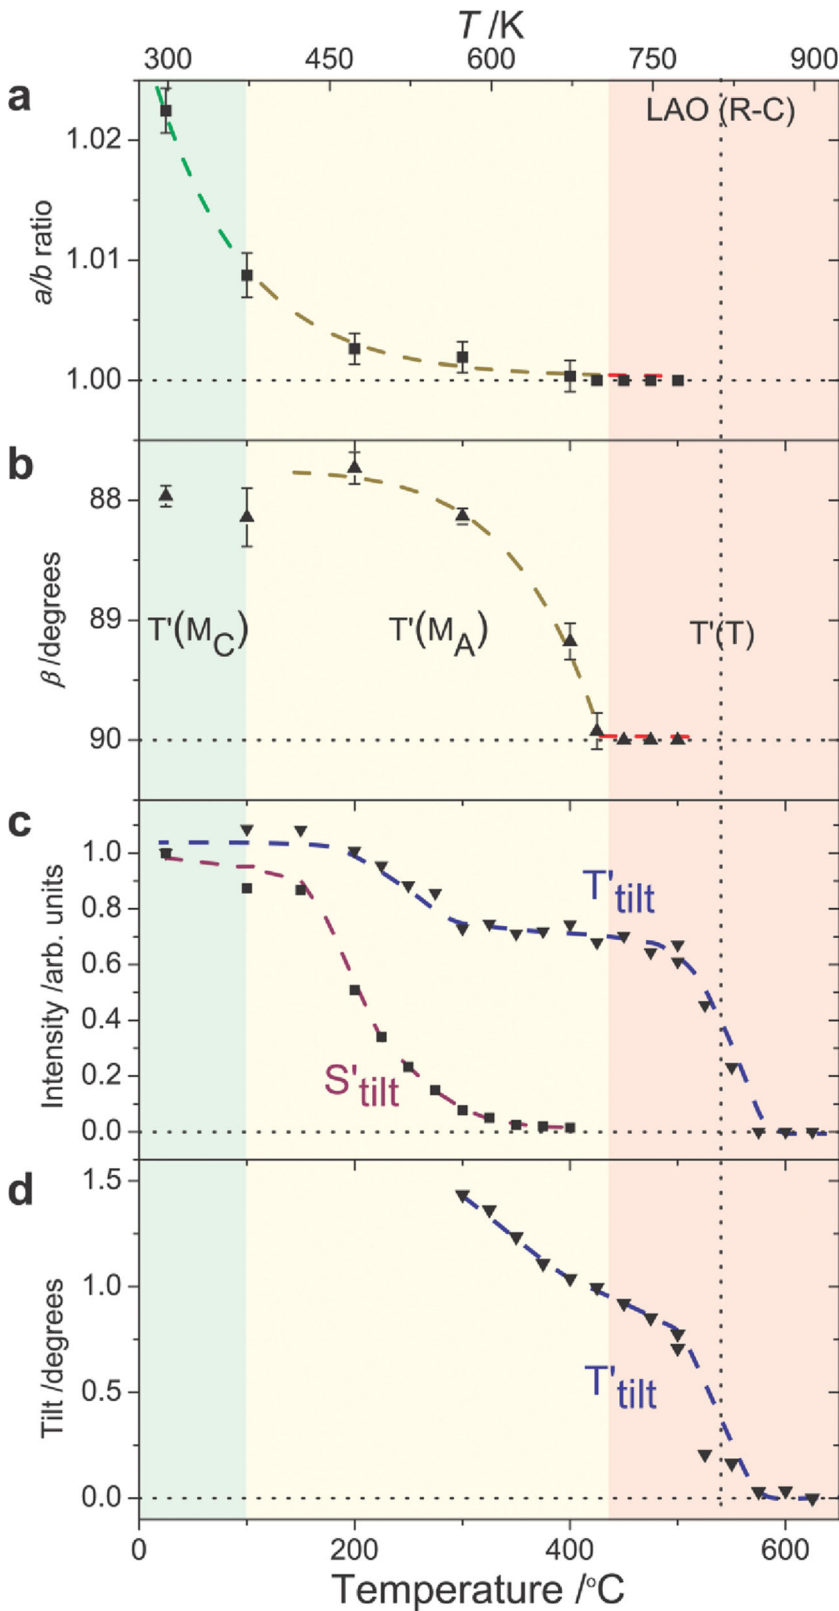 T /K
300 450 600 750 900
a
LAO (R-C)
1.02
1.01
1.00
a/b ratio
b
88
89
90
β /degrees
T'(MC)
T'(MA)
T'(T)
c
1.0
0.8
0.6
0.4
0.2
0.0
Intensity /arb. units
T'tilt
S'tilt
d
1.5
1.0
0.5
0.0
Tilt /degrees
T'tilt
0 200 400 600
Temperature /°C